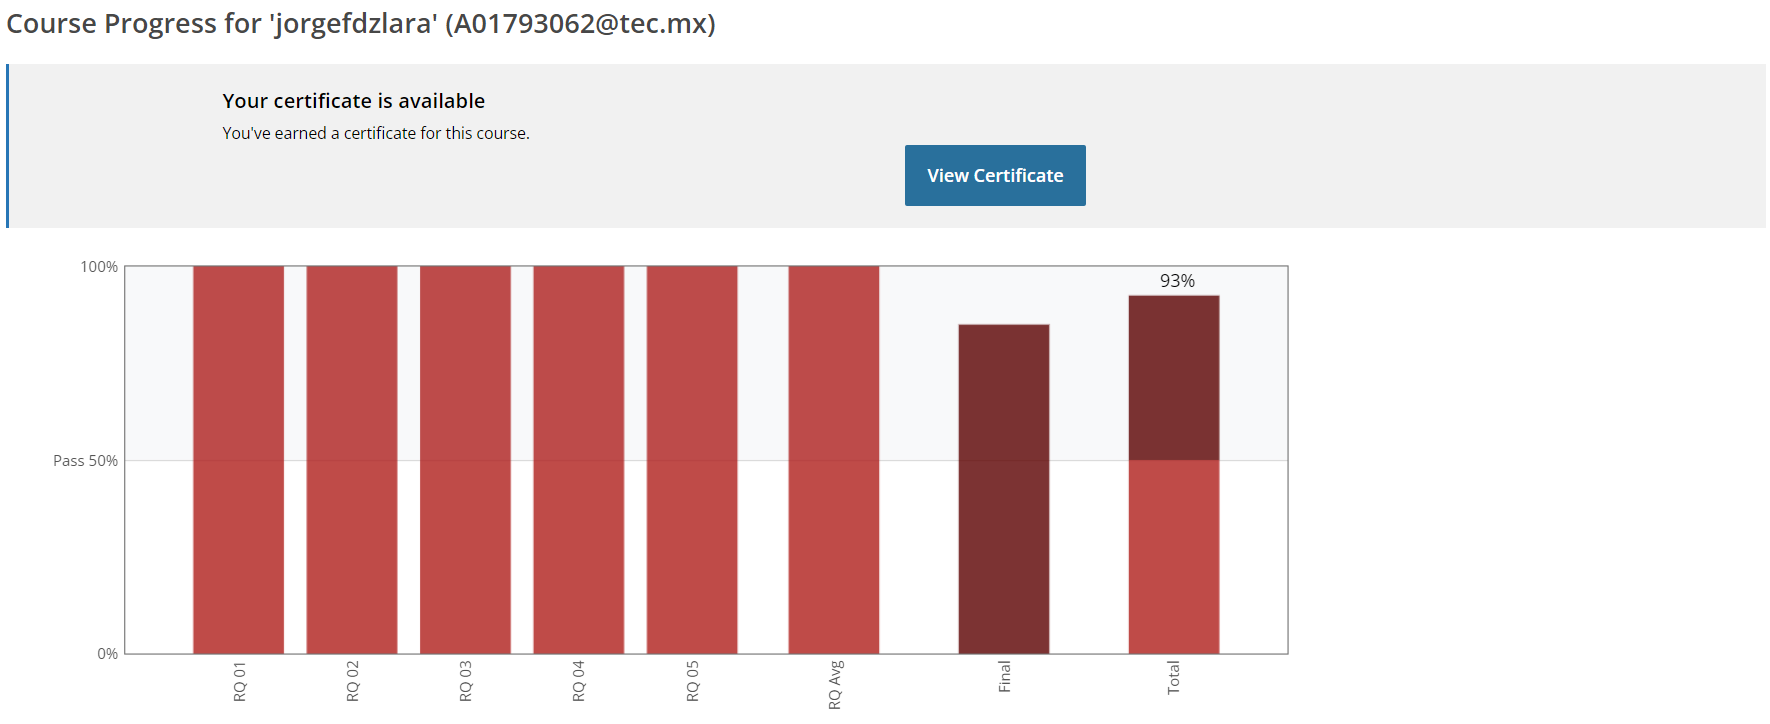 Course Progress for 'jorgefdzlara' (A01793062@tec.mx)
Your certificate is available
You've earned a certificate for this course.
View Certificate
100%
93%
Pass 50%
0%
RQ 01
RQ 02
RQ 03
RQ 04
RQ 05
RQ Avg
Final
Total